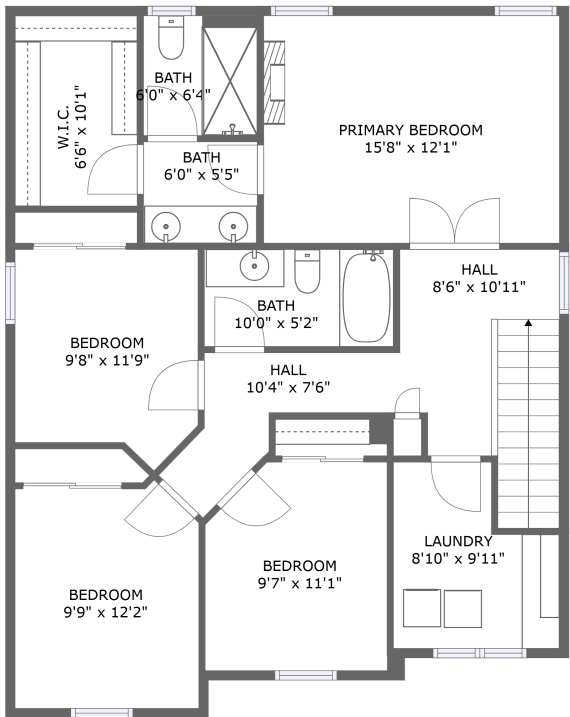 BATH
6'0" x 6'4"
W.I.C.
6'6" x 10'1"
PRIMARY BEDROOM
15'8" x 12'1"
BATH
6'0" x 5'5"
HALL
8'6" x 10'11"
BATH
10'0" x 5'2"
BEDROOM
9'8" x 11'9"
HALL
10'4" x 7'6"
LAUNDRY
8'10" x 9'11"
BEDROOM
9'7" x 11'1"
BEDROOM
9'9" x 12'2"